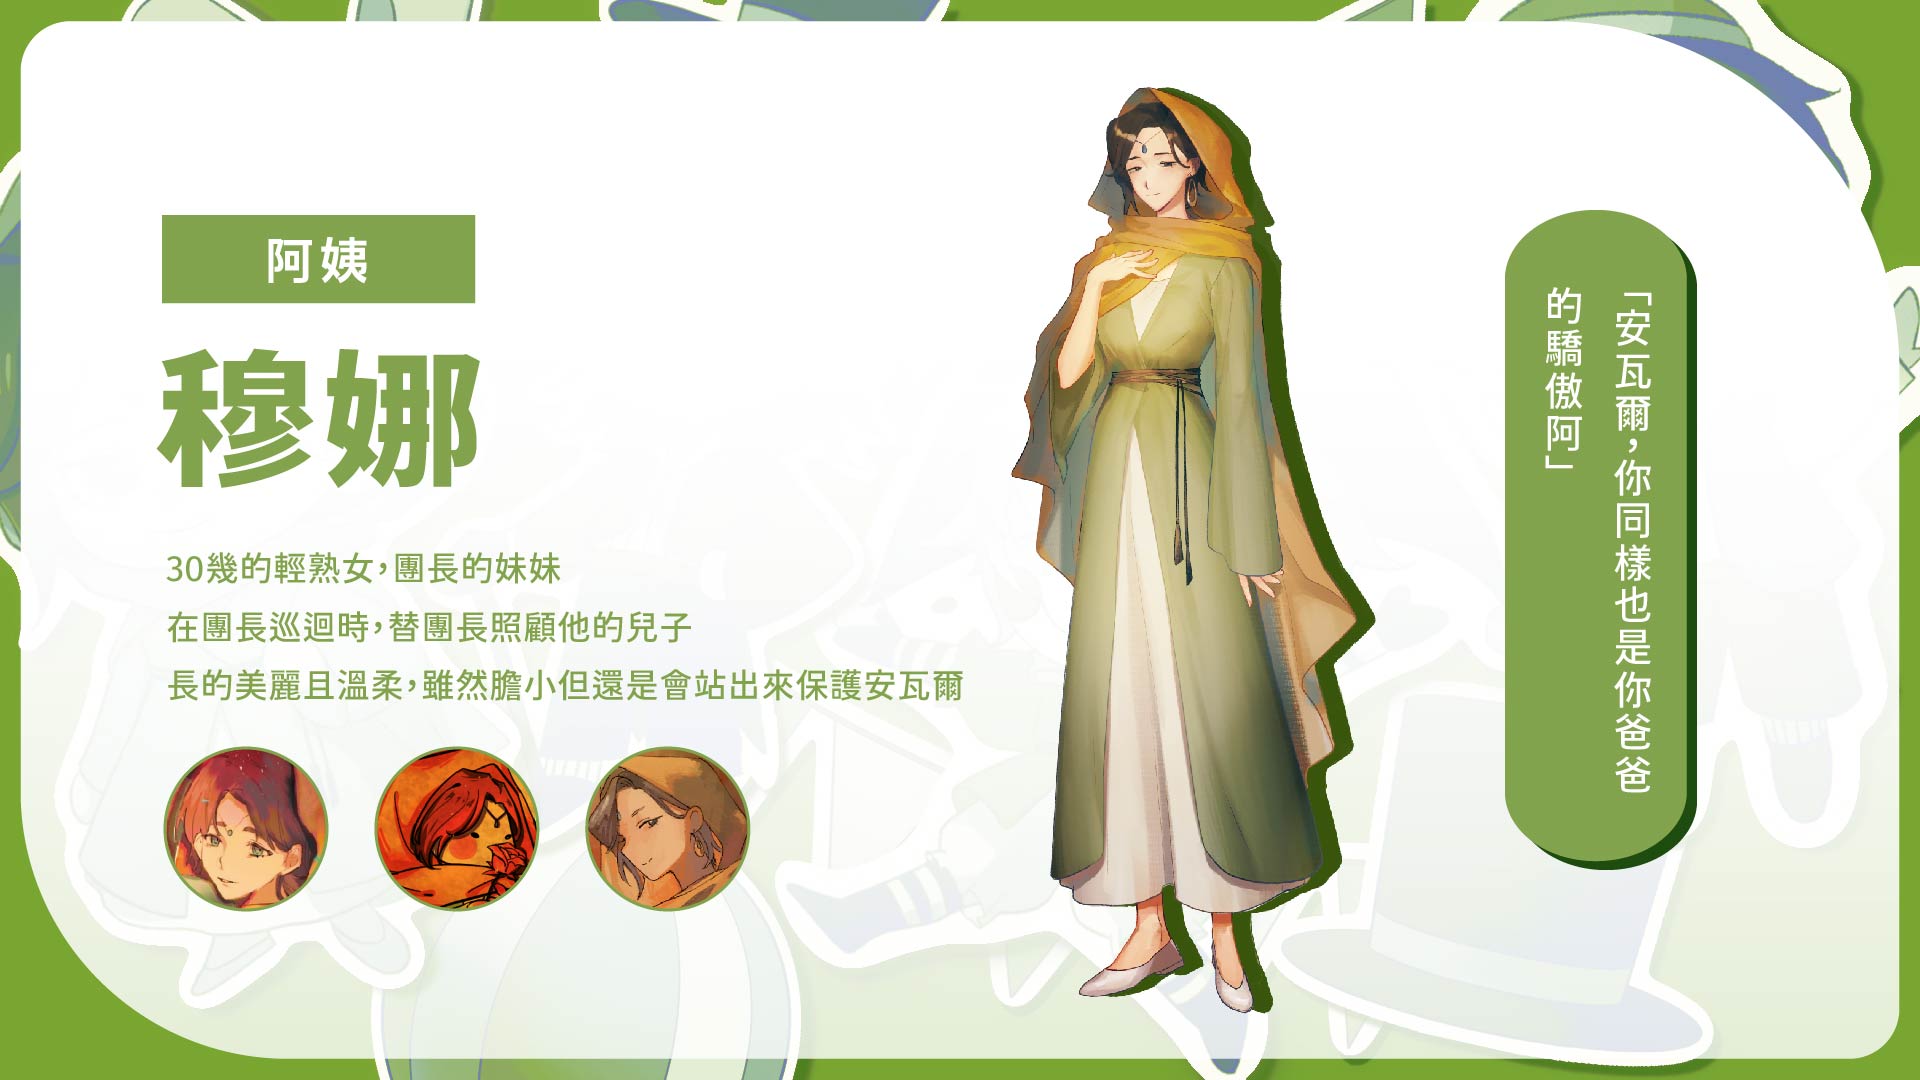 阿姨
穆娜
30幾的輕熟女，團長的妹妹
在團長巡迴時，替團長照顧他的兒子
長的美麗且溫柔，雖然膽小但還是會站出來保護安瓦爾
「安瓦爾，你同樣也是你爸爸
的驕傲阿」